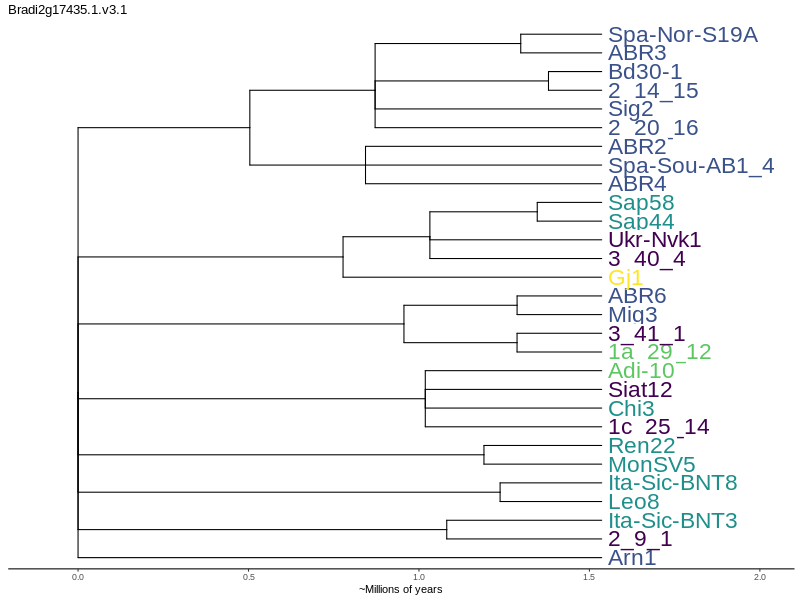 Bradi2g17435.1.v3.1
Spa-Nor-S19A
ABR3
Bd30-1
2_14_15
Sig2
2_20_16
ABR2
Spa-Sou-AB1_4
ABR4
Sap58
Sap44
Ukr-Nvk1
3_40_4
Gj1
ABR6
Mig3
3_41_1
1a_29_12
Adi-10
Siat12
Chi3
1c_25_14
Ren22
MonSV5
Ita-Sic-BNT8
Leo8
Ita-Sic-BNT3
2_9_1
Arn1
0.0 0.5 1.0 1.5 2.0
~Millions of years